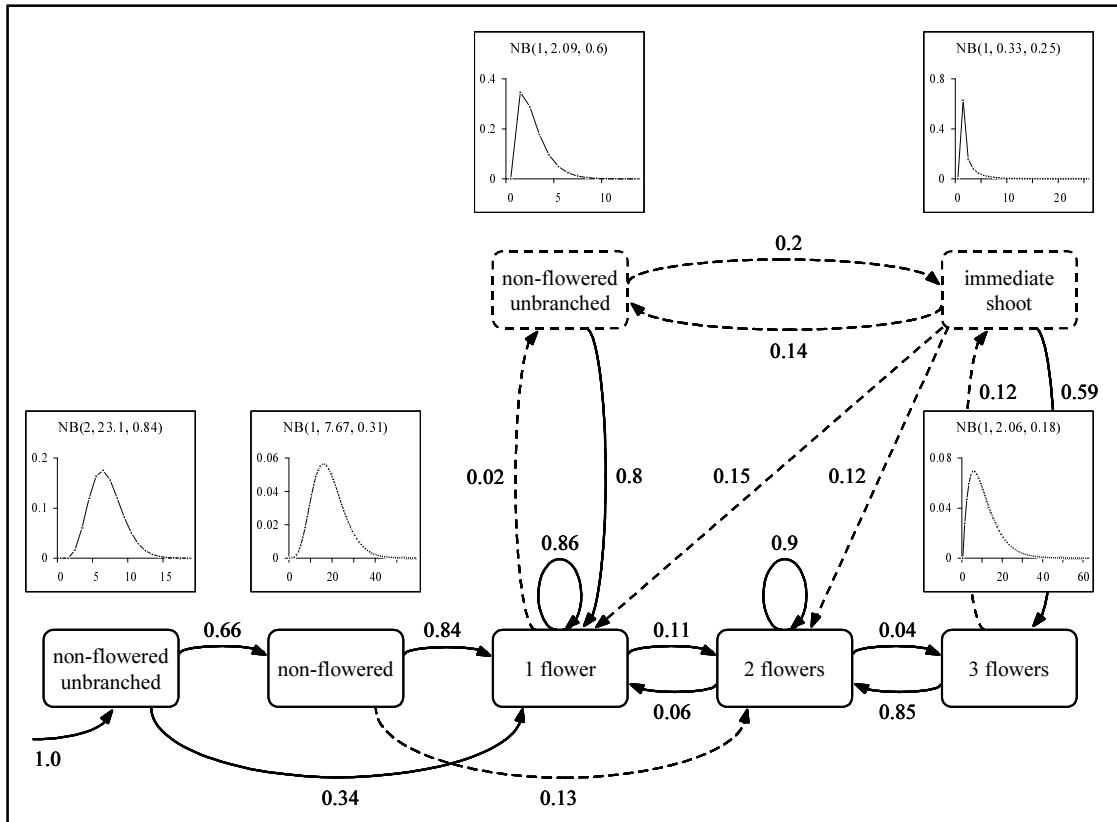 NB(1, 2.09, 0.6)
0.4
0.2
0
0 5 10
NB(1, 0.33, 0.25)
0.8
0.4
0
0 10 20
0.2
non-flowered
unbranched
immediate
shoot
0.14
0.12
0.59
NB(2, 23.1, 0.84)
0.2
0.1
0
0 5 10 15
NB(1, 7.67, 0.31)
0.06
0.04
0.02
0
0 20 40
NB(1, 2.06, 0.18)
0.08
0.04
0
0 20 40 60
0.02
0.8
0.15
0.12
0.86
0.9
0.66
0.84
0.11
0.04
non-flowered
unbranched
non-flowered
1 flower
2 flowers
3 flowers
0.06
0.85
1.0
0.34
0.13